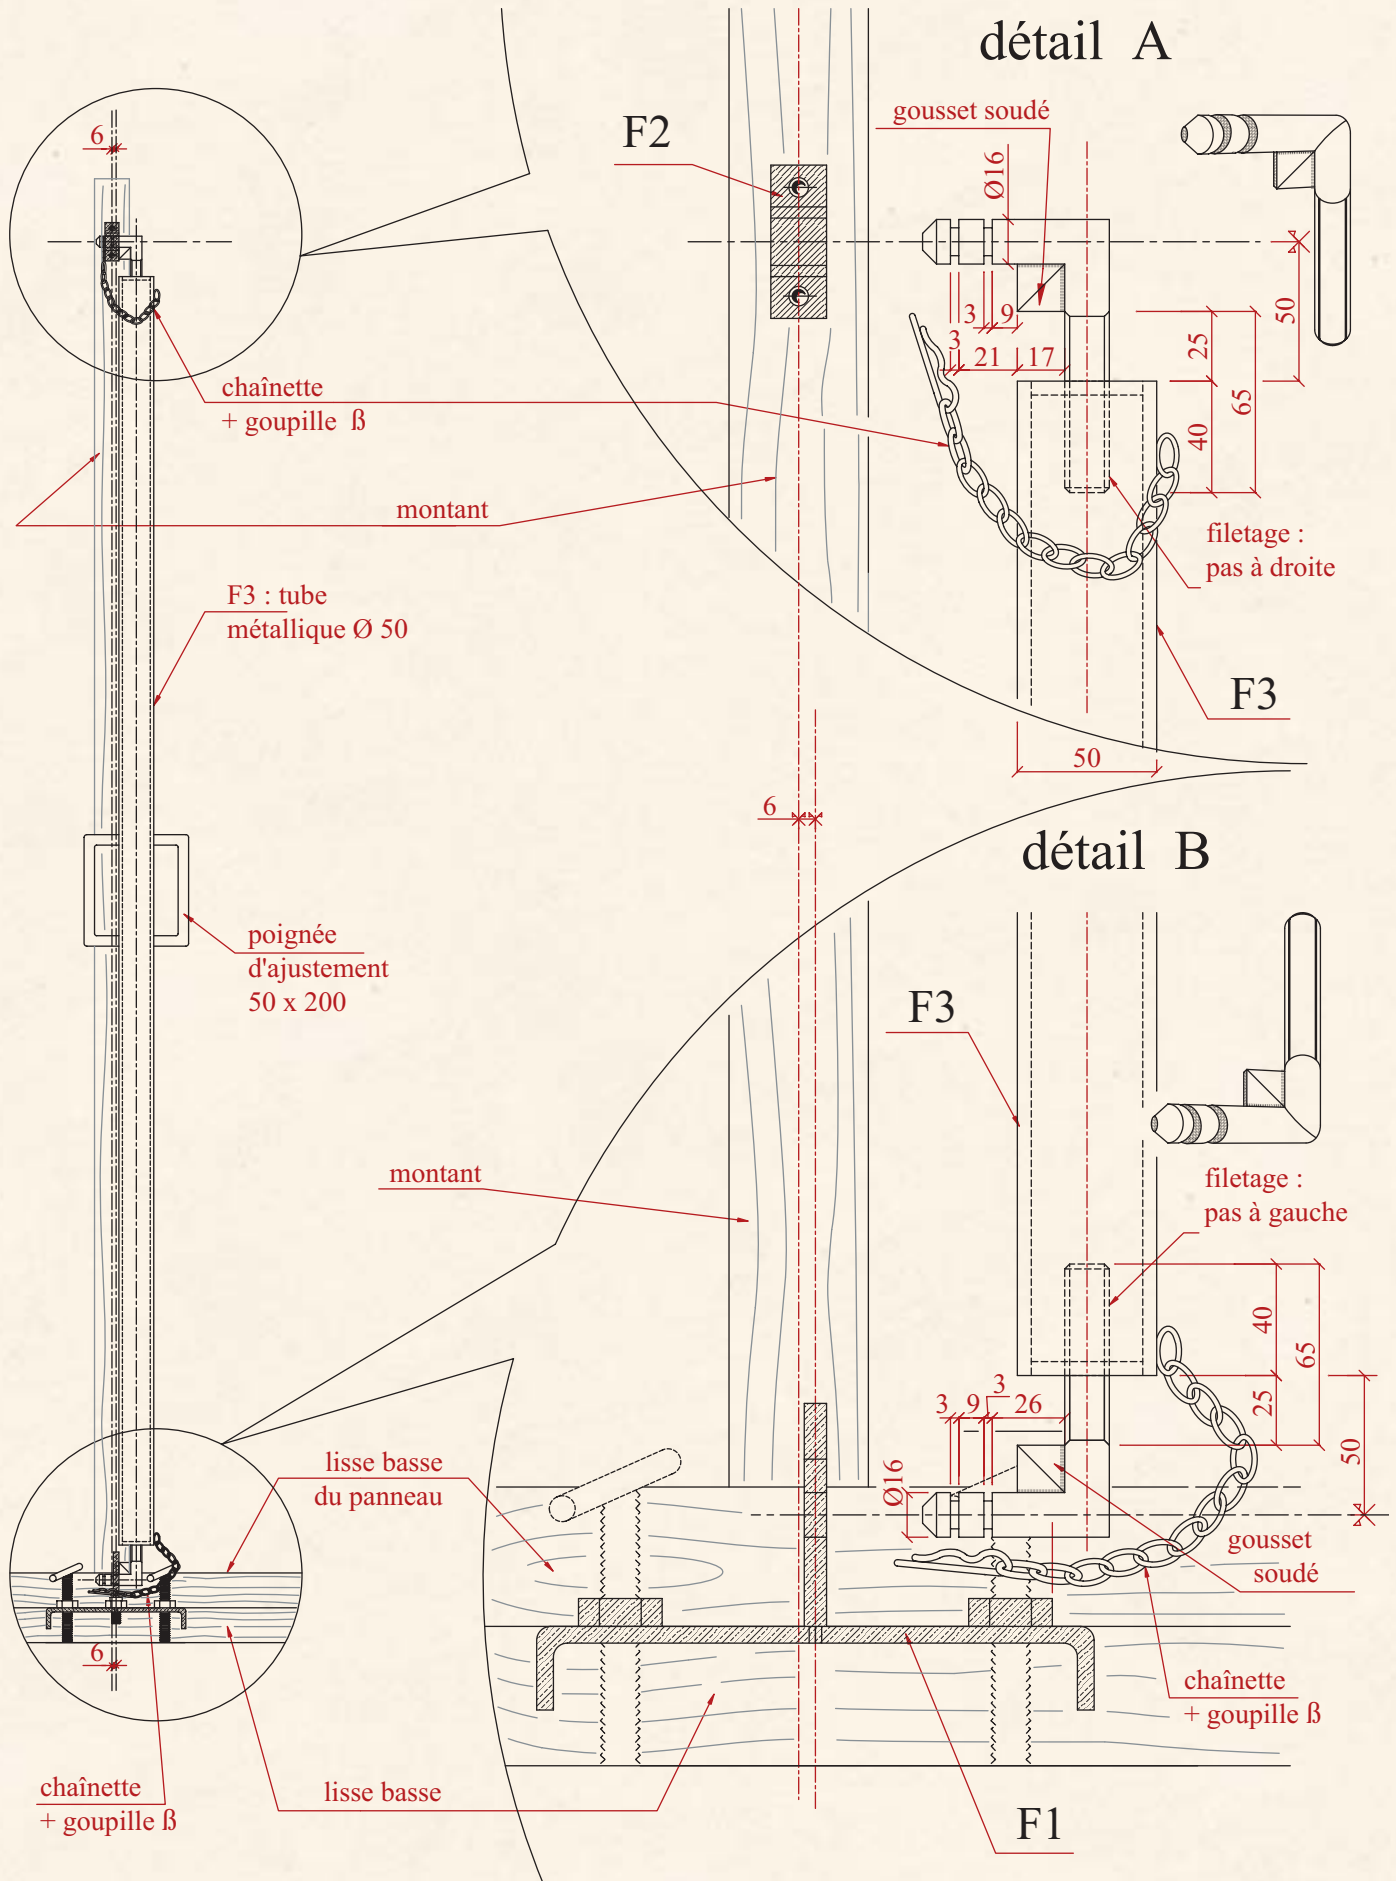 détail A
gousset soudé
F2
Ø16
6
3
9
3
21
17
25
50
65
40
chaînette
+ goupille ß
montant
filetage :
pas à droite
F3 : tube
métallique Ø 50
F3
50
6
détail B
poignée
d'ajustement
50 x 200
F3
montant
filetage :
pas à gauche
40
65
3
3
9
26
25
50
lisse basse
du panneau
Ø16
gousset
soudé
6
chaînette
+ goupille ß
chaînette
+ goupille ß
lisse basse
F1